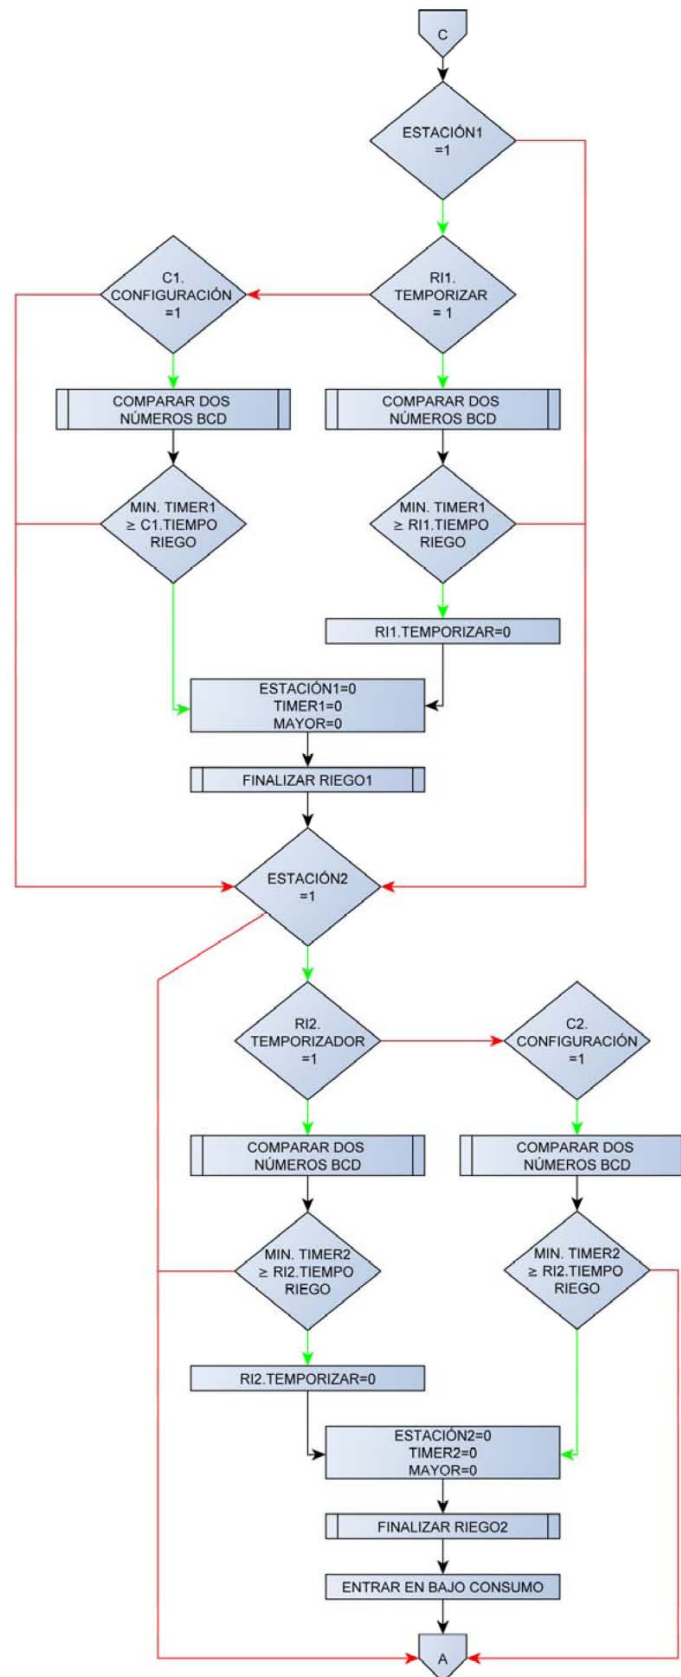 C
ESTACIÓN1
=1
C1.
CONFIGURACIÓN
=1
RI1.
TEMPORIZAR
= 1
COMPARAR DOS
NÚMEROS BCD
COMPARAR DOS
NÚMEROS BCD
MIN. TIMER1
≥ C1.TIEMPO
RIEGO
MIN. TIMER1
≥ RI1.TIEMPO
RIEGO
RI1.TEMPORIZAR=0
ESTACIÓN1=0
TIMER1=0
MAYOR=0
FINALIZAR RIEGO1
ESTACIÓN2
=1
RI2.
TEMPORIZADOR
=1
C2.
CONFIGURACIÓN
=1
COMPARAR DOS
NÚMEROS BCD
COMPARAR DOS
NÚMEROS BCD
MIN. TIMER2
≥ RI2.TIEMPO
RIEGO
MIN. TIMER2
≥ RI2.TIEMPO
RIEGO
RI2.TEMPORIZAR=0
ESTACIÓN2=0
TIMER2=0
MAYOR=0
FINALIZAR RIEGO2
ENTRAR EN BAJO CONSUMO
A